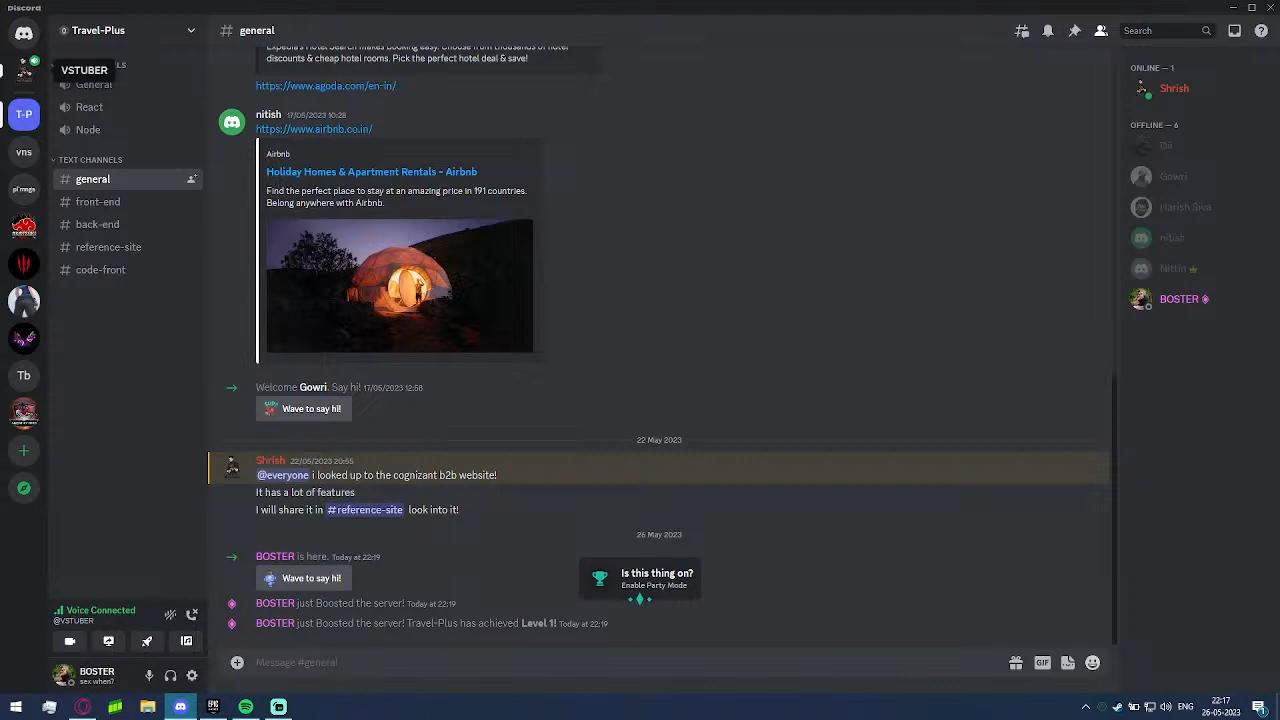 Discord
Travel-Plus
# general
Search
VSTUBER
General
React
Node
TEXT CHANNELS
# general
# front-end
# back-end
# reference-site
# code-front
T-P
vns
Tb
Expedia's Hotel Search makes booking easy. Choose from thousands of hotel
discounts & cheap hotel rooms. Pick the perfect hotel deal & save!
https://www.agoda.com/en-in/
nitish 17/05/2023 10:28
https://www.airbnb.co.in/
Airbnb
Holiday Homes & Apartment Rentals - Airbnb
Find the perfect place to stay at an amazing price in 191 countries.
Belong anywhere with Airbnb.
Welcome Gowri. Say hi! 17/05/2023 12:58
Wave to say hi!
22 May 2023
Shrish 22/05/2023 20:55
@everyone i looked up to the cognizant b2b website!
It has a lot of features
I will share it in #reference-site look into it!
26 May 2023
BOSTER is here. Today at 22:19
Wave to say hi!
Is this thing on?
Enable Party Mode
BOSTER just Boosted the server! Today at 22:19
BOSTER just Boosted the server! Travel-Plus has achieved Level 1! Today at 22:19
Message #general
GIF
ONLINE — 1
Shrish
OFFLINE — 6
Gowri
Harish Siva
nitish
Nittin
BOSTER
Voice Connected
@VSTUBER
BOSTER
sex when?
EPIC
ENG
22:17
26-05-2023